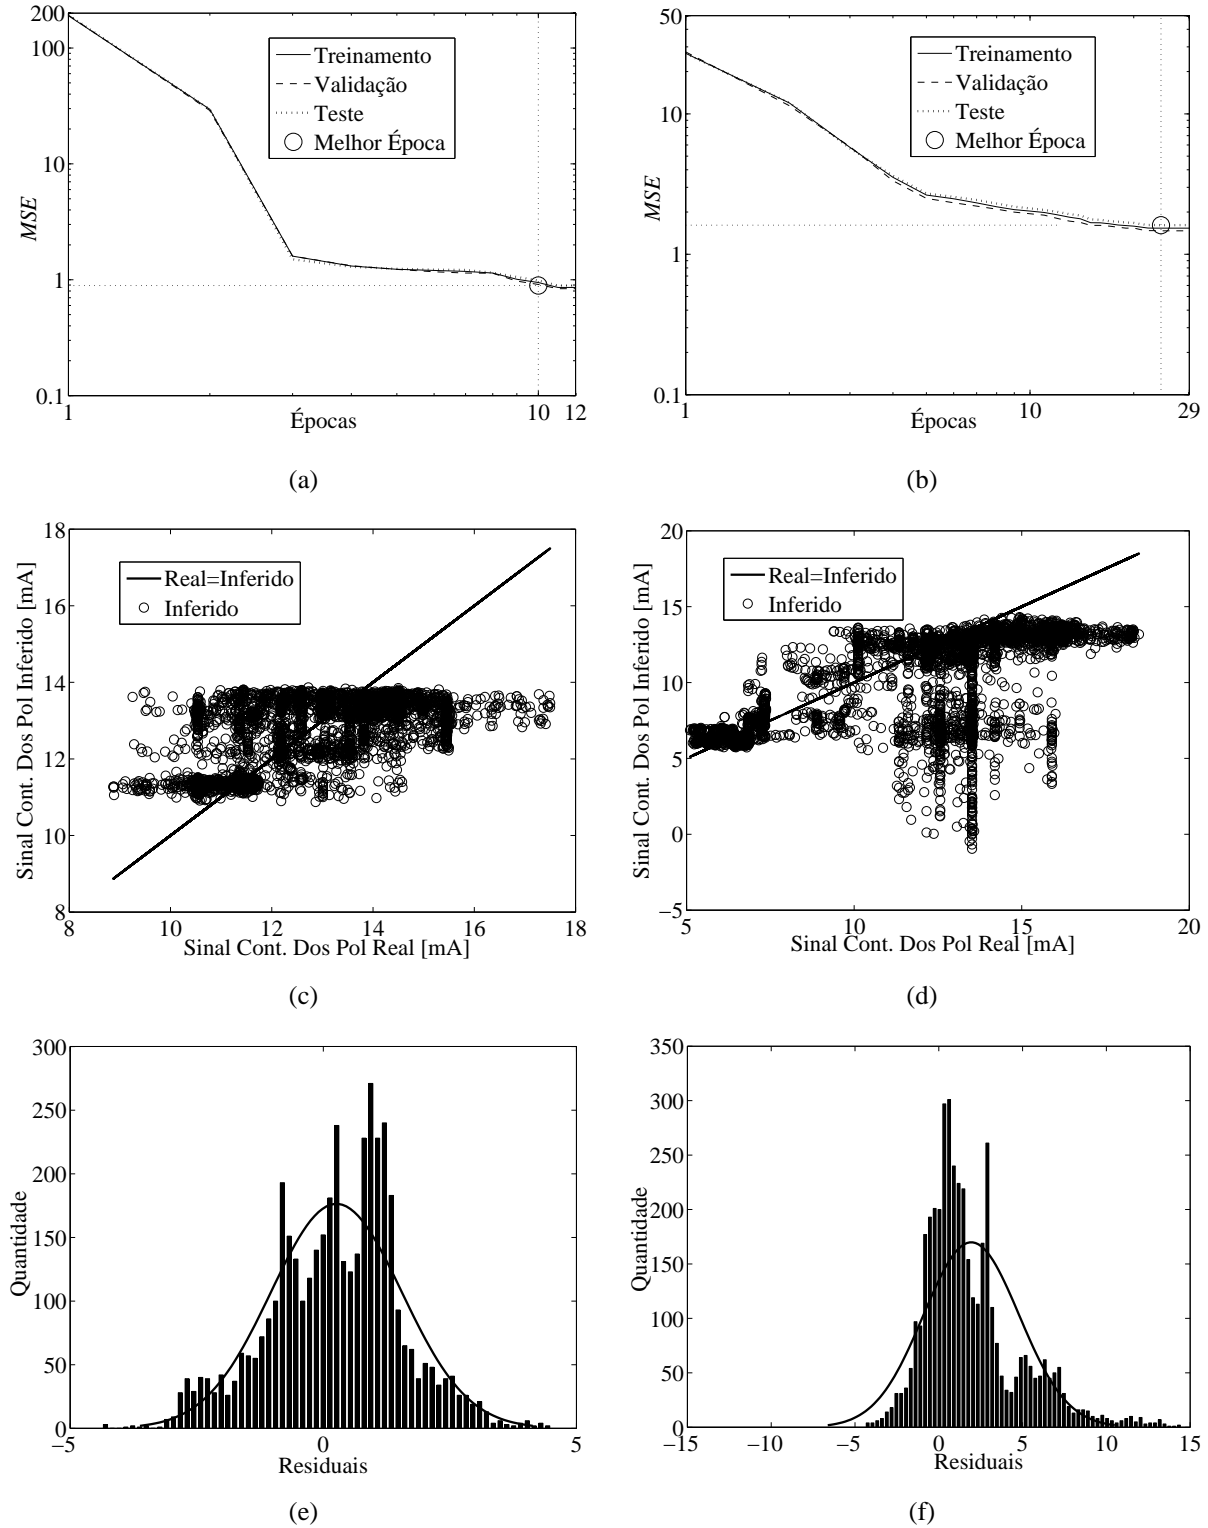 200
100
10
1
0.1
MSE
Treinamento
Validação
Teste
Melhor Época
1
10
12
Épocas
(a)
50
10
1
0.1
MSE
Treinamento
Validação
Teste
Melhor Época
1
10
29
Épocas
(b)
18
16
14
12
10
8
Sinal Cont. Dos Pol Inferido [mA]
Real=Inferido
Inferido
8
10
12
14
16
18
Sinal Cont. Dos Pol Real [mA]
(c)
20
15
10
5
0
−5
Sinal Cont. Dos Pol Inferido [mA]
Real=Inferido
Inferido
5
10
15
20
Sinal Cont. Dos Pol Real [mA]
(d)
300
250
200
150
100
50
0
Quantidade
−5
0
5
Residuais
(e)
350
300
250
200
150
100
50
0
Quantidade
−15
−10
−5
0
5
10
15
Residuais
(f)